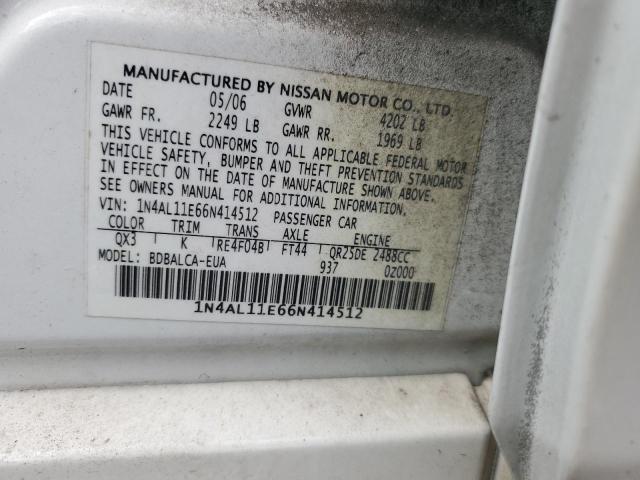 MANUFACTURED BY NISSAN MOTOR CO., LTD.
DATE 05/06 GVWR 4202 LB
GAWR FR. 2249 LB GAWR RR. 1969 LB
THIS VEHICLE CONFORMS TO ALL APPLICABLE FEDERAL MOTOR
VEHICLE SAFETY, BUMPER AND THEFT PREVENTION STANDARDS
IN EFFECT ON THE DATE OF MANUFACTURE SHOWN ABOVE.
SEE OWNERS MANUAL FOR ADDITIONAL INFORMATION.
VIN: 1N4AL11E66N414512 PASSENGER CAR
COLOR TRIM TRANS AXLE ENGINE
QX3 K RE4F04B FT44 QR25DE 2488CC
MODEL: BDBALCA-EUA 937 0Z000
1N4AL11E66N414512